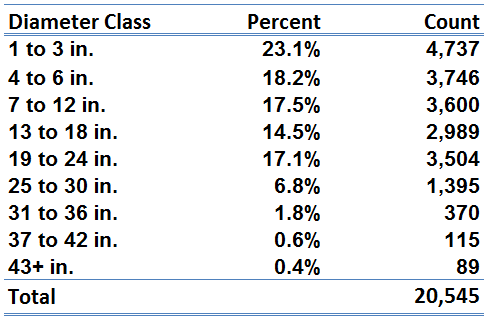 Diameter Class Percent Count
1 to 3 in. 23.1% 4,737
4 to 6 in. 18.2% 3,746
7 to 12 in. 17.5% 3,600
13 to 18 in. 14.5% 2,989
19 to 24 in. 17.1% 3,504
25 to 30 in. 6.8% 1,395
31 to 36 in. 1.8% 370
37 to 42 in. 0.6% 115
43+ in. 0.4% 89
Total 20,545